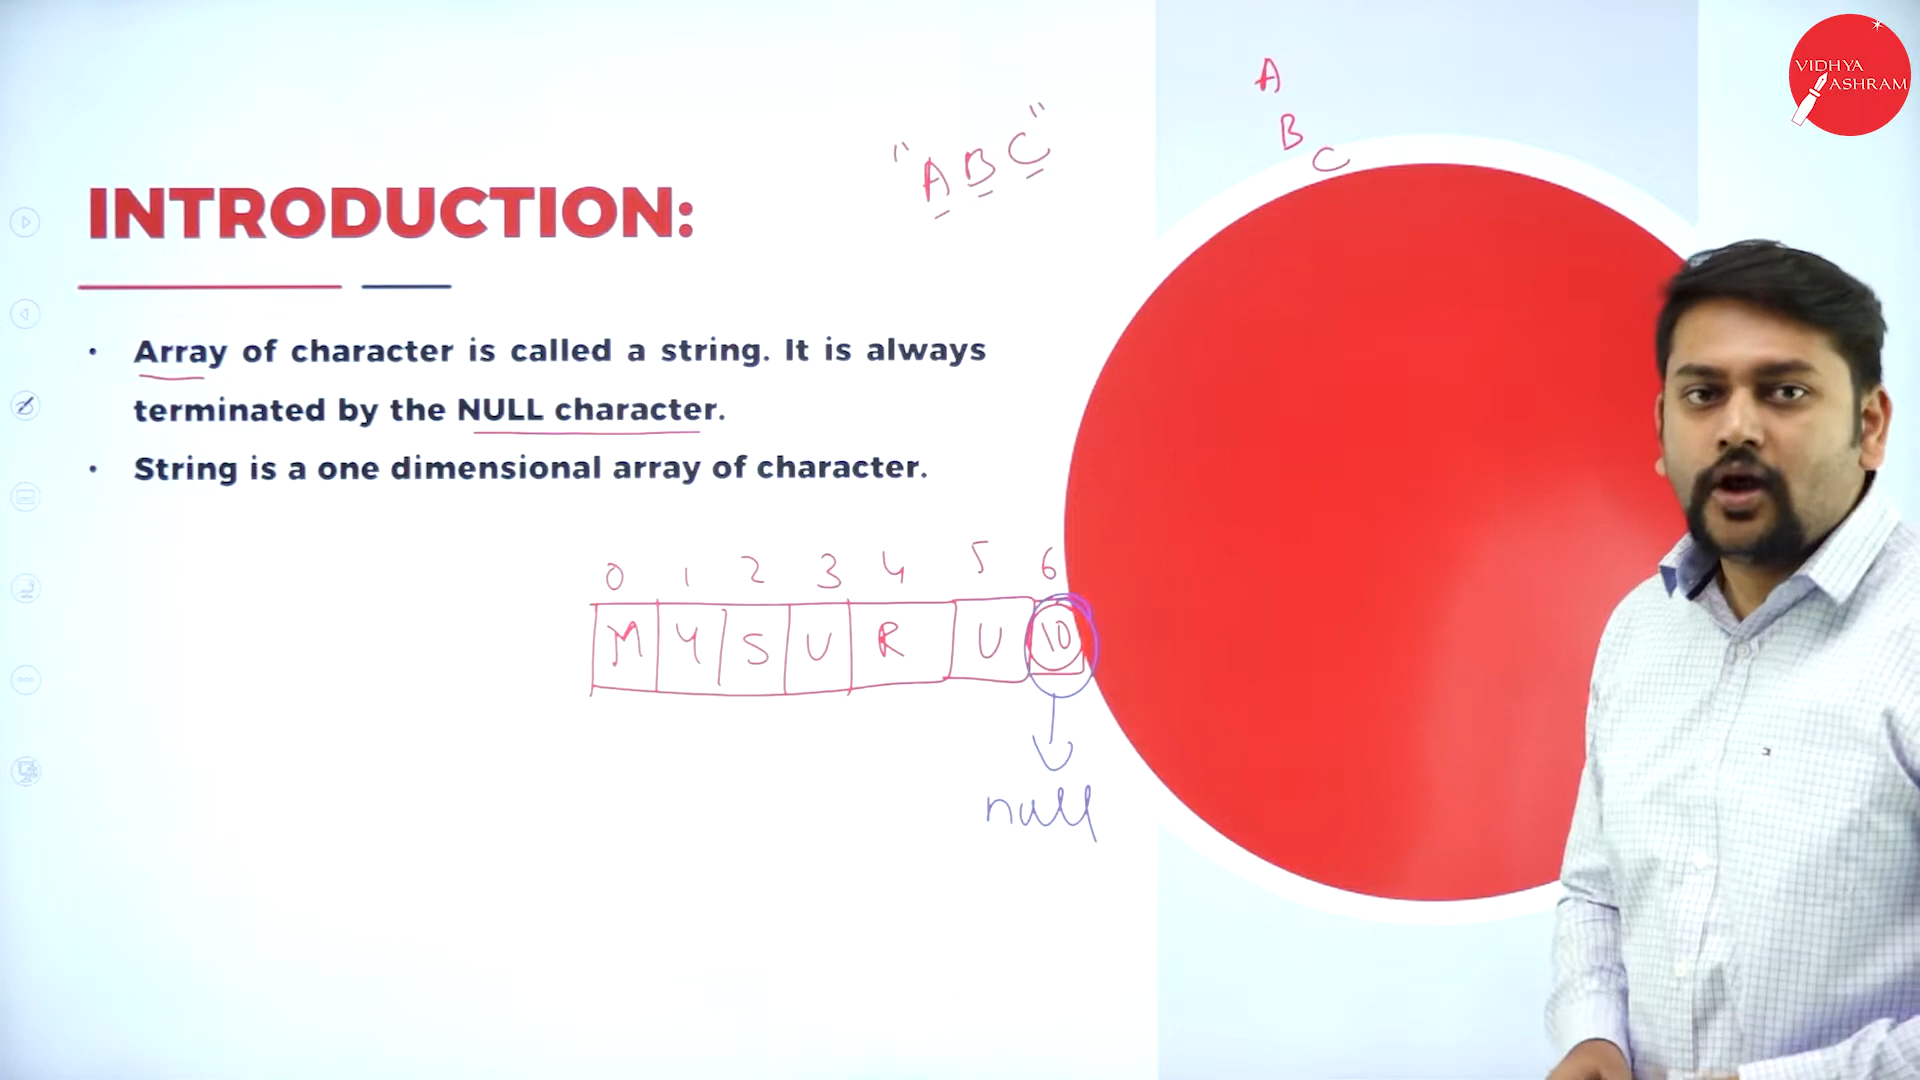 VIDHYA
ASHRAM
A
B
C
"ABC"
INTRODUCTION:
• Array of character is called a string. It is always
terminated by the NULL character.
• String is a one dimensional array of character.
0 1 2 3 4 5 6
M Y S U R U \0
null